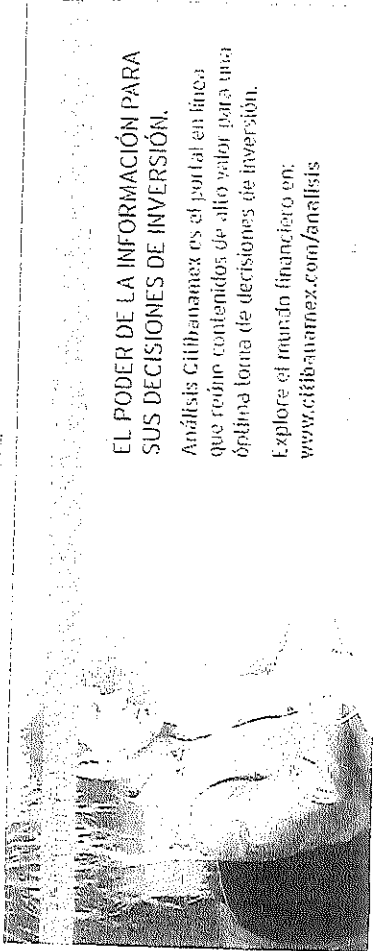 EL PODER DE LA INFORMACIÓN PARA
SUS DECISIONES DE INVERSIÓN.
Análisis Citibanamex es el portal en línea
que reúne contenidos de alto valor para una
óptima toma de decisiones de inversión.
Explore el mundo financiero en:
www.citibanamex.com/analisis